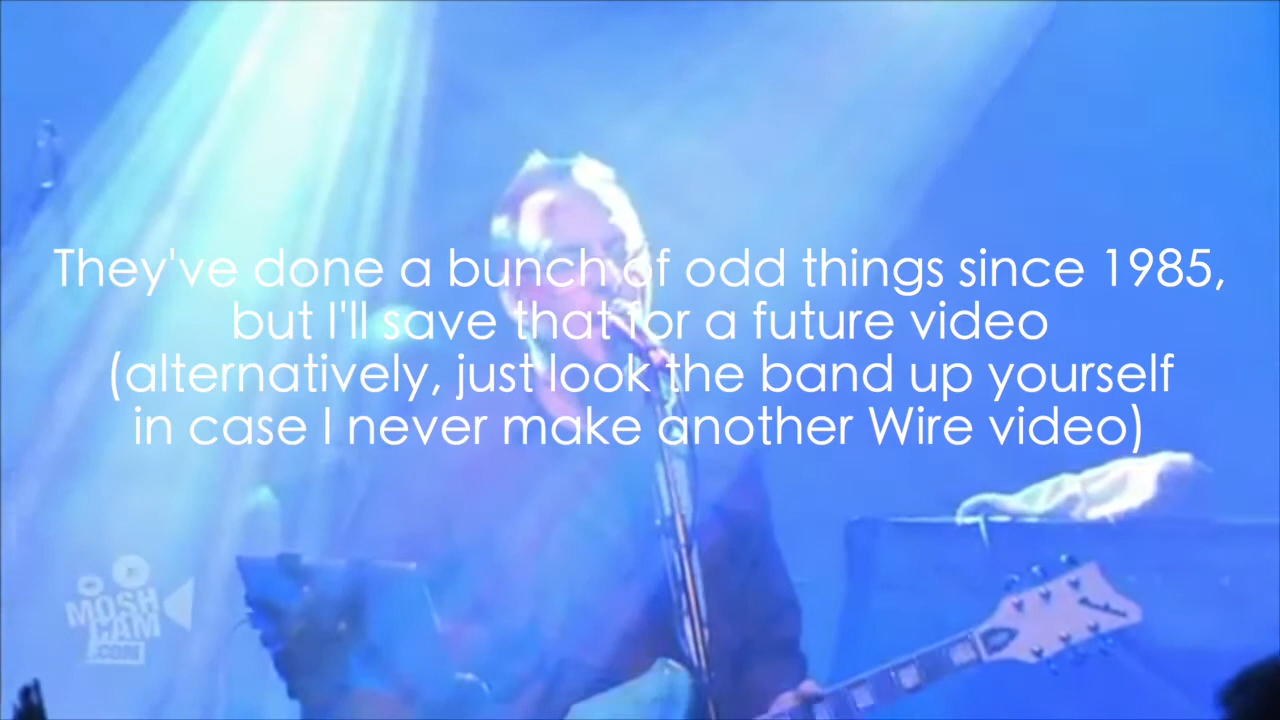 They've done a bunch of odd things since 1985,
but I'll save that for a future video
(alternatively, just look the band up yourself
in case I never make another Wire video)
MOSH
CAM
.COM